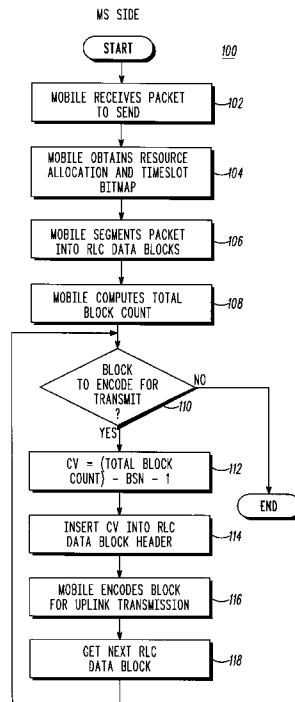 MS SIDE
START
100
MOBILE RECEIVES PACKET
TO SEND
102
MOBILE OBTAINS RESOURCE
ALLOCATION AND TIMESLOT
BITMAP
104
MOBILE SEGMENTS PACKET
INTO RLC DATA BLOCKS
106
MOBILE COMPUTES TOTAL
BLOCK COUNT
108
BLOCK
TO ENCODE FOR
TRANSMIT
?
NO
110
YES
CV = (TOTAL BLOCK
COUNT) - BSN - 1
112
END
INSERT CV INTO RLC
DATA BLOCK HEADER
114
MOBILE ENCODES BLOCK
FOR UPLINK TRANSMISSION
116
GET NEXT RLC
DATA BLOCK
118